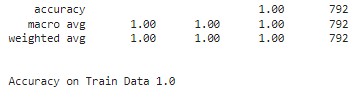 accuracy 1.00 792
macro avg 1.00 1.00 1.00 792
weighted avg 1.00 1.00 1.00 792
Accuracy on Train Data 1.0